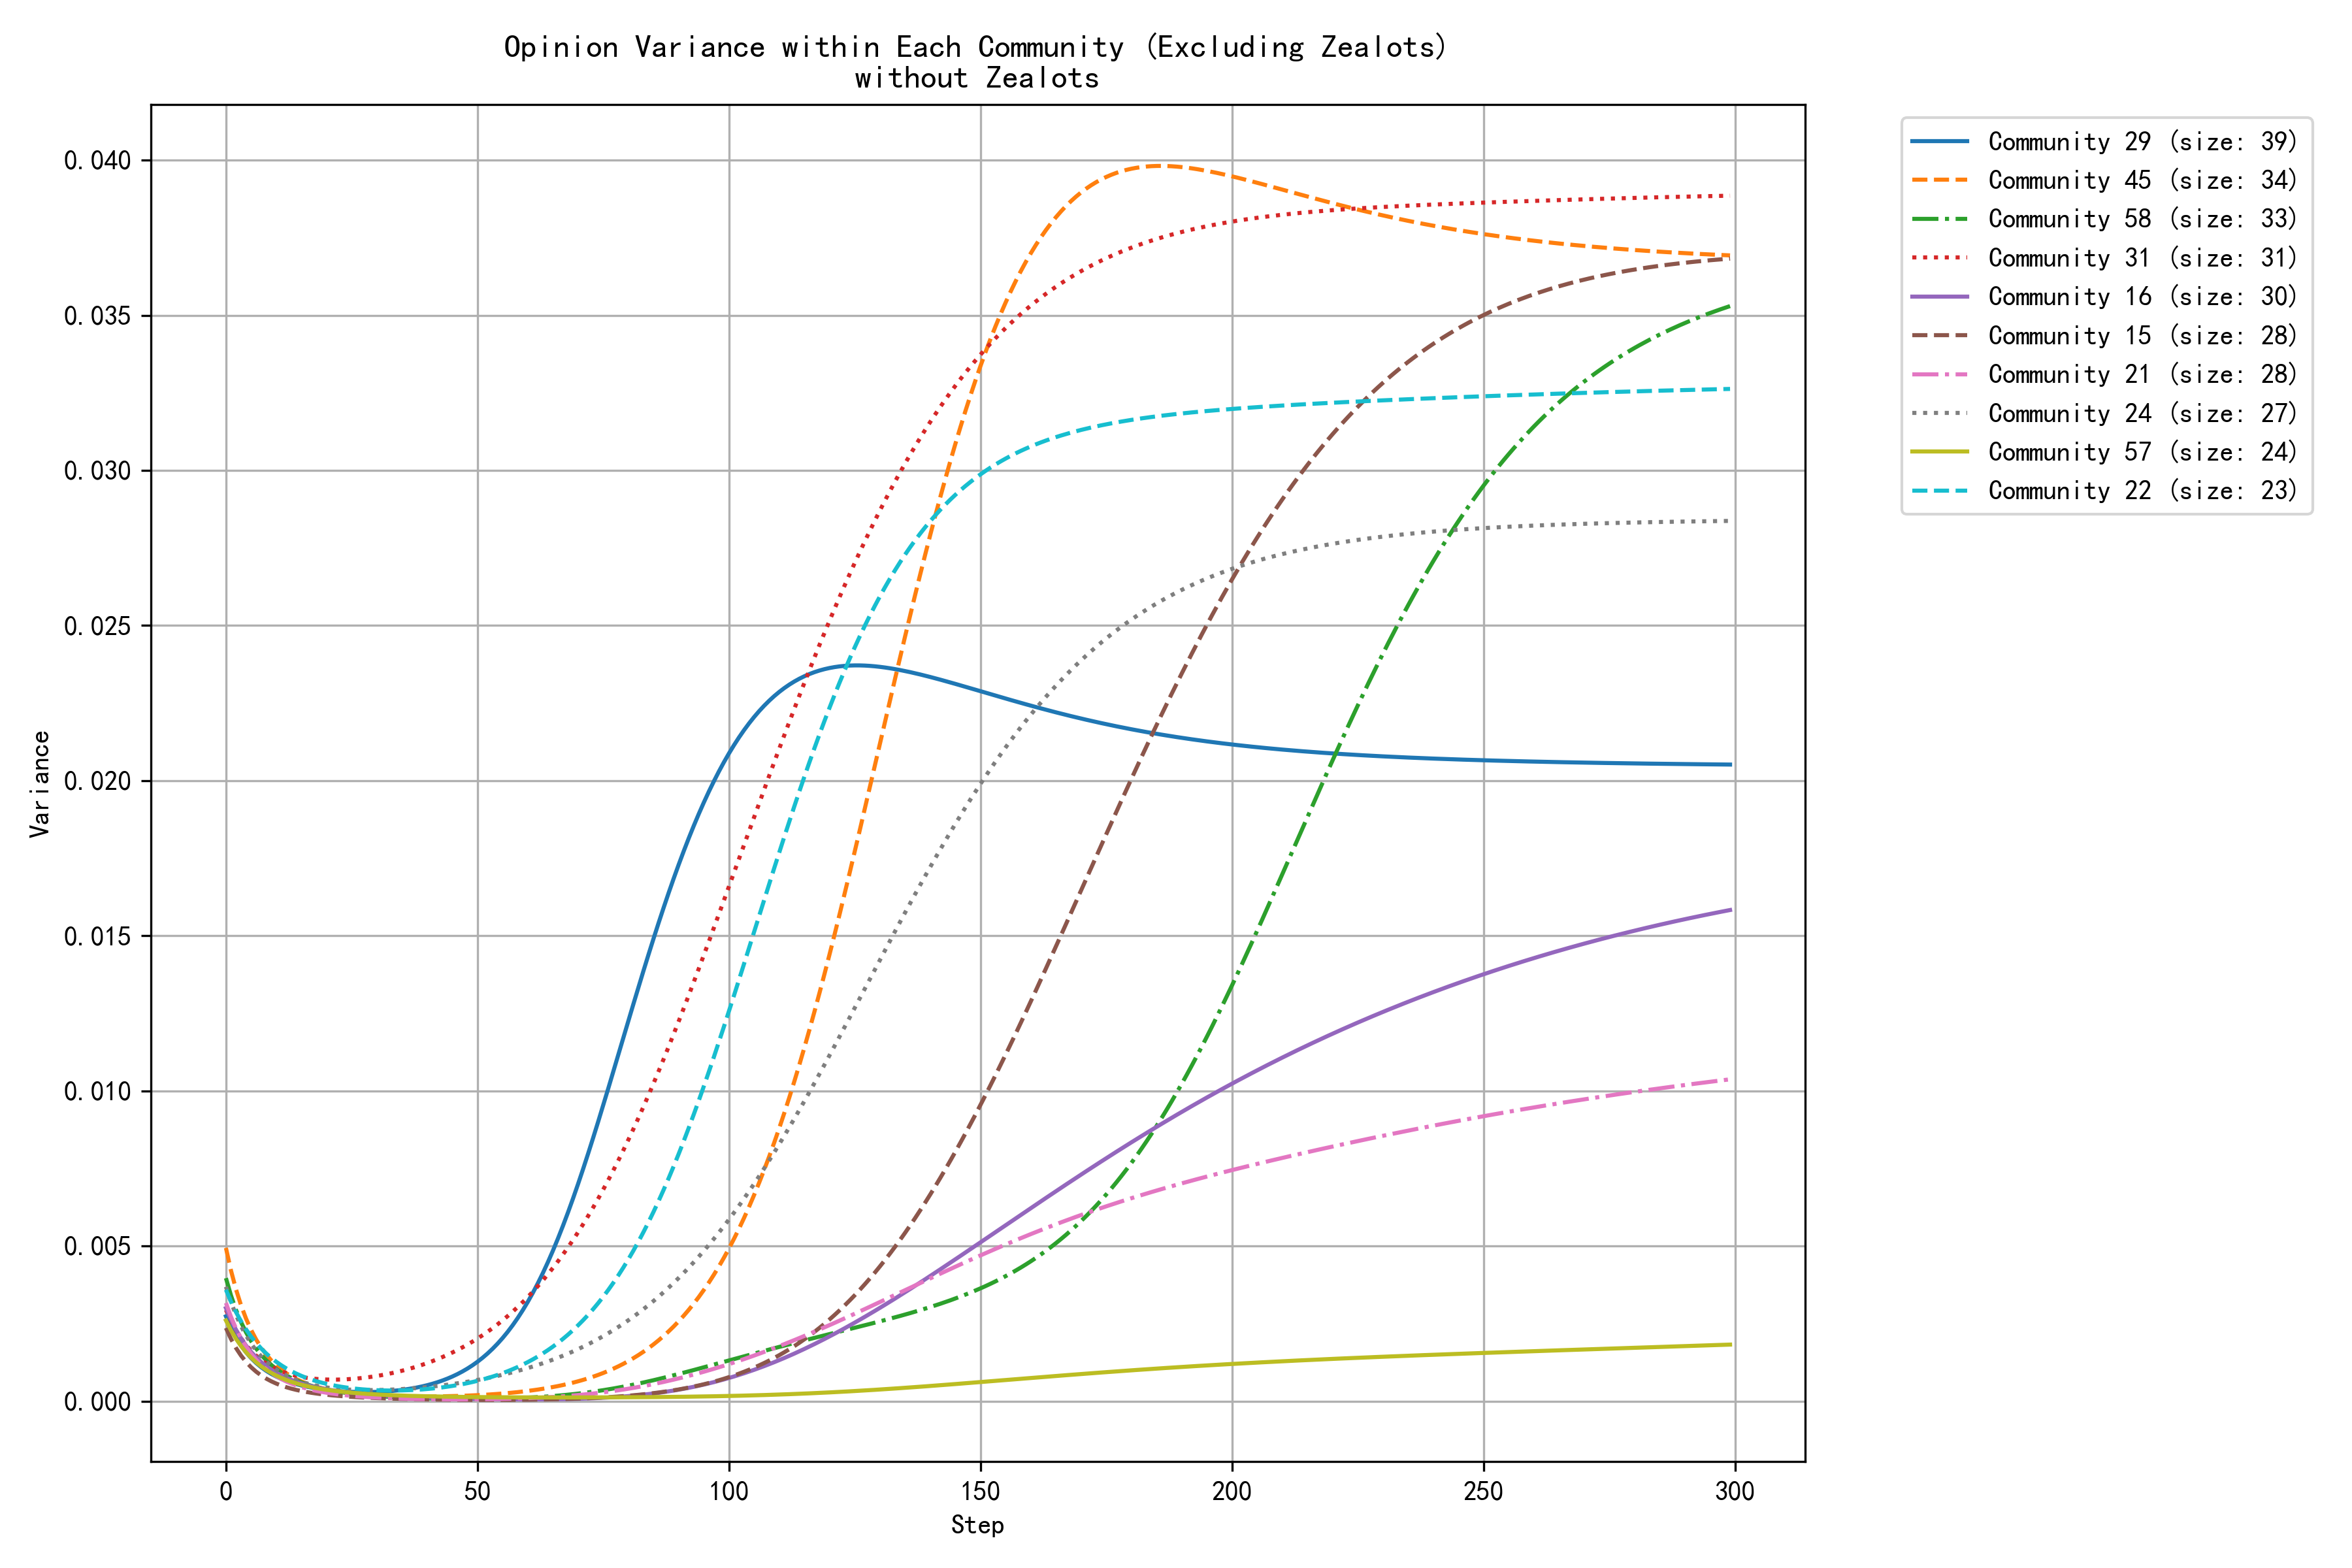 Opinion Variance within Each Community (Excluding Zealots)
without Zealots
Variance
0.040
0.035
0.030
0.025
0.020
0.015
0.010
0.005
0.000
0 50 100 150 200 250 300
Step
Community 29 (size: 39)
Community 45 (size: 34)
Community 58 (size: 33)
Community 31 (size: 31)
Community 16 (size: 30)
Community 15 (size: 28)
Community 21 (size: 28)
Community 24 (size: 27)
Community 57 (size: 24)
Community 22 (size: 23)